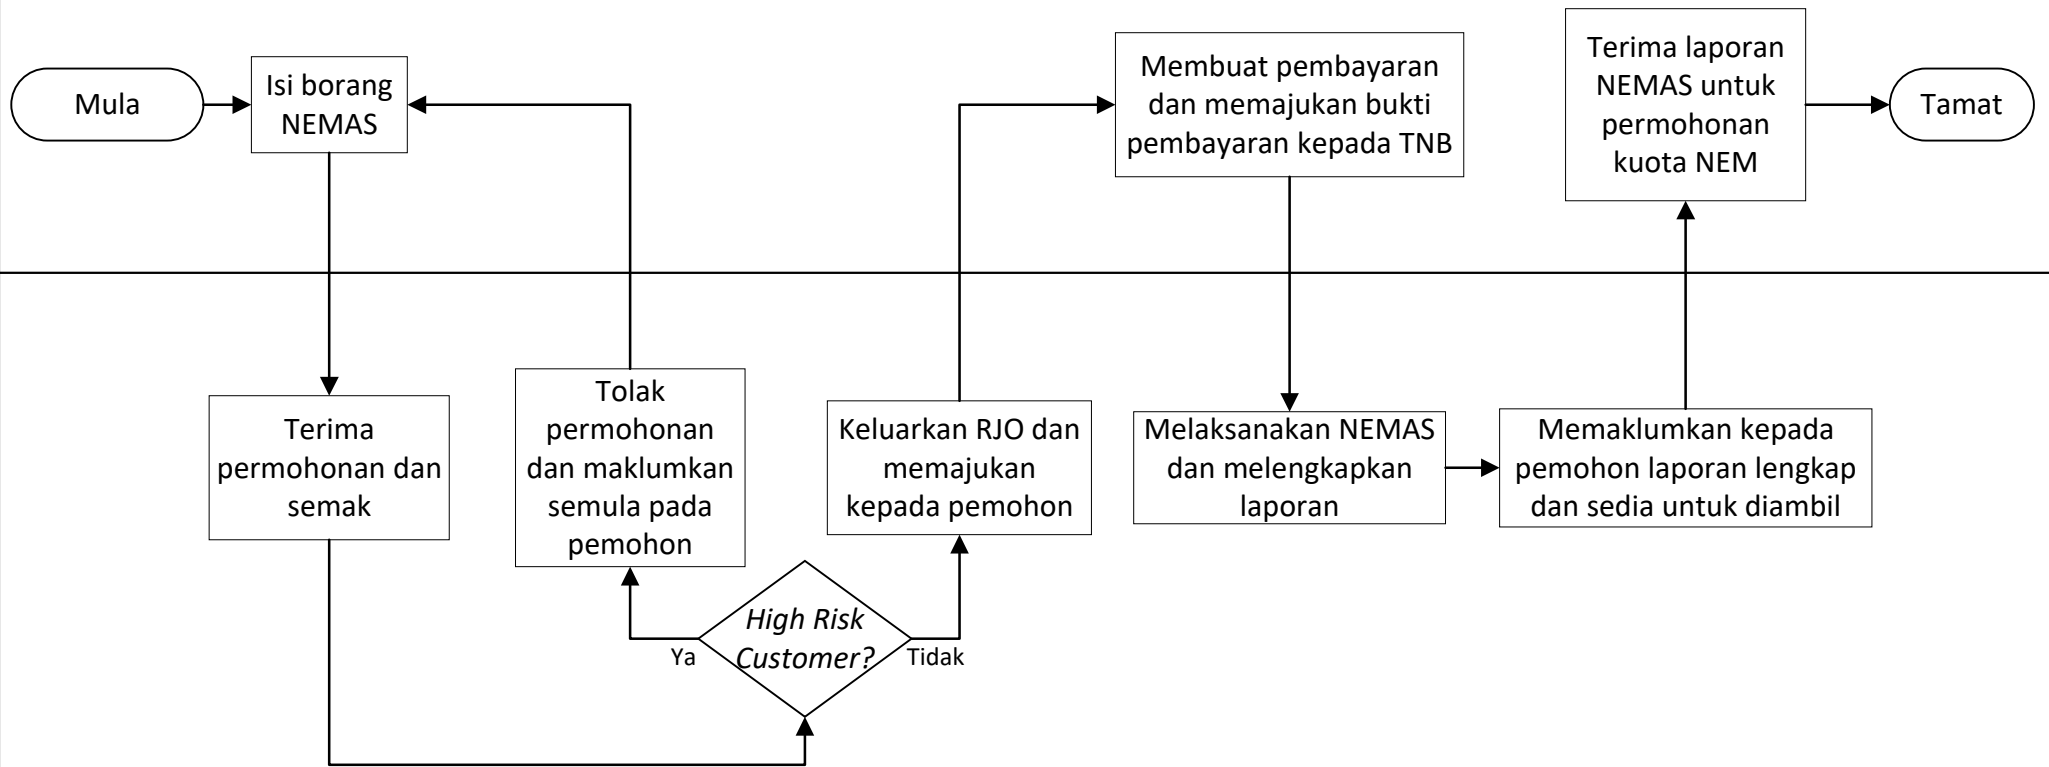 Mula
Isi borang
NEMAS
Membuat pembayaran
dan memajukan bukti
pembayaran kepada TNB
Terima laporan
NEMAS untuk
permohonan
kuota NEM
Tamat
Terima
permohonan dan
semak
Tolak
permohonan
dan maklumkan
semula pada
pemohon
Keluarkan RJO dan
memajukan
kepada pemohon
Melaksanakan NEMAS
dan melengkapkan
laporan
Memaklumkan kepada
pemohon laporan lengkap
dan sedia untuk diambil
High Risk
Customer?
Ya
Tidak